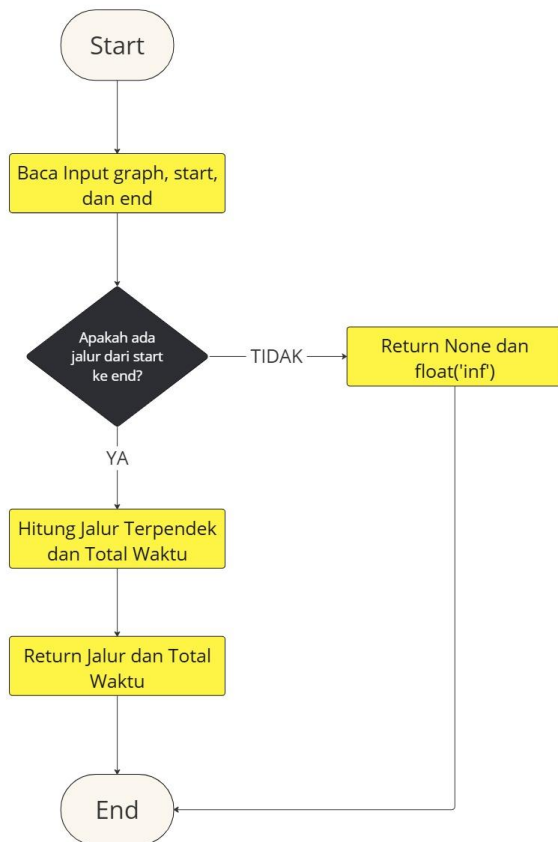 Start
Baca Input graph, start,
dan end
Apakah ada
jalur dari start
ke end?
TIDAK
Return None dan
float('inf')
YA
Hitung Jalur Terpendek
dan Total Waktu
Return Jalur dan Total
Waktu
End